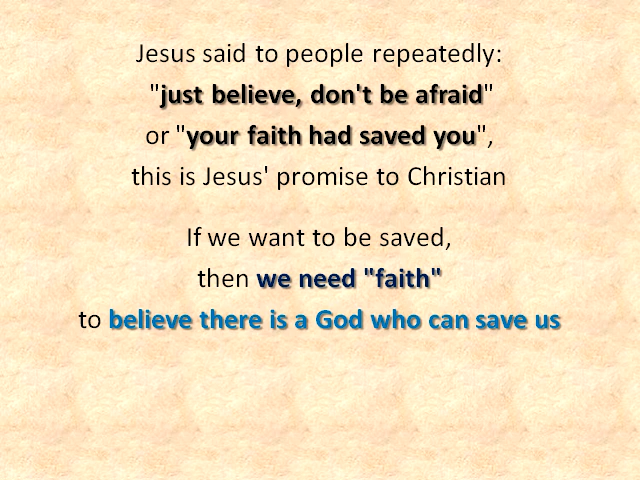 Jesus said to people repeatedly:
"just believe, don't be afraid"
or "your faith had saved you",
this is Jesus' promise to Christian
If we want to be saved,
then we need "faith"
to believe there is a God who can save us